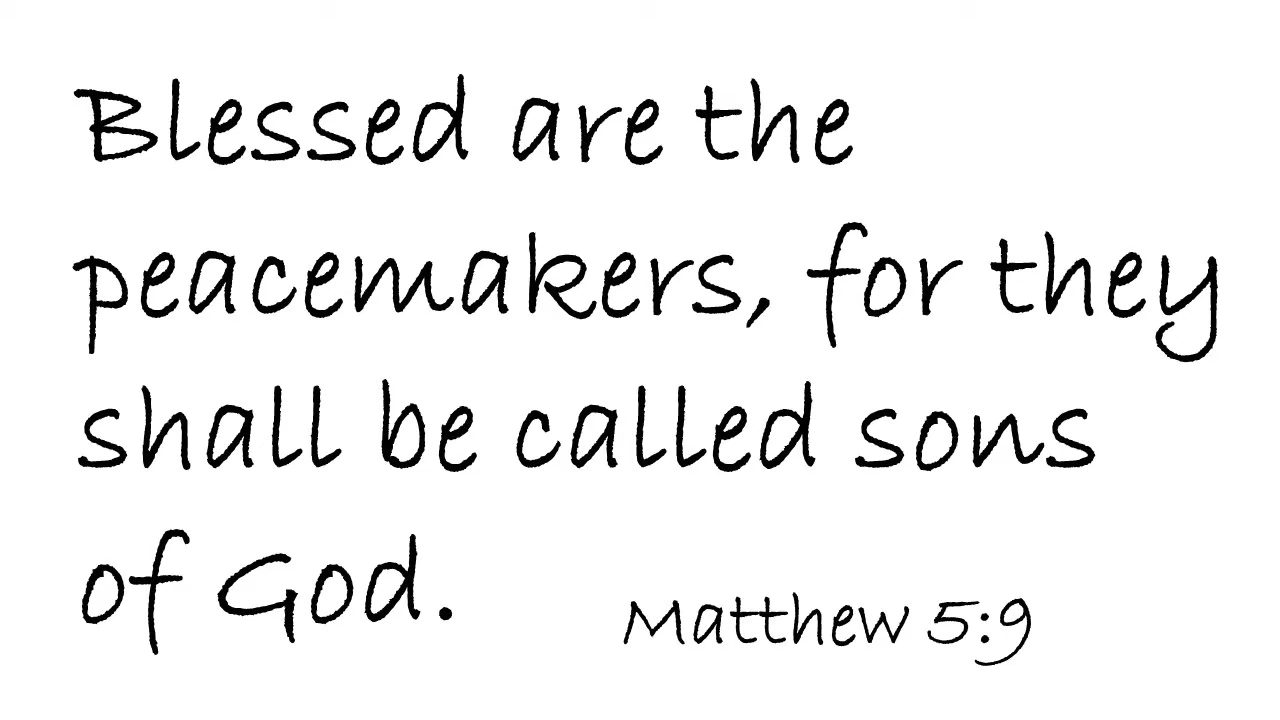 Blessed are the
peacemakers, for they
shall be called sons
of God.
Matthew 5:9